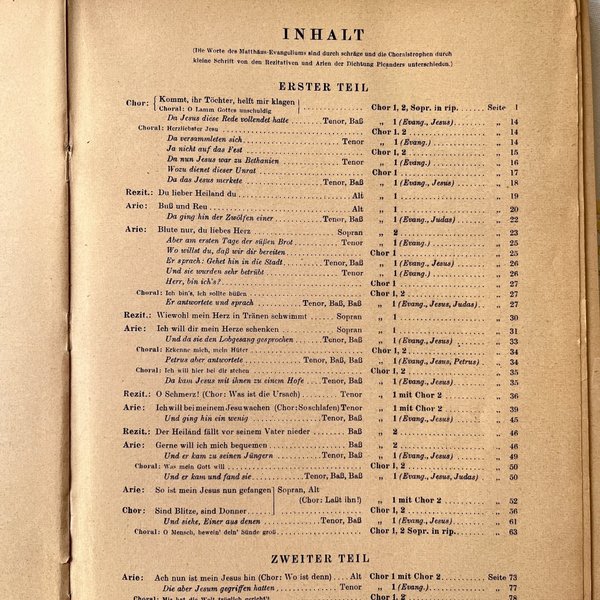 INHALT
(Die Worte des Matthäus-Evangeliums sind durch schräge und die Choralstrophen durch
kleine Schrift von den Rezitativen und Arien der Dichtung Picanders unterschieden.)
ERSTER TEIL
Chor: Kommt, ihr Töchter, helft mir klagen
Choral: O Lamm Gottes unschuldig Chor 1, 2, Sopr. in rip. Seite 1
Da Jesus diese Rede vollendet hatte Tenor, Baß „ 1 (Evang., Jesus) „ 14
Choral: Herzliebster Jesu Chor 1. 2 „ 14
Da versammleten sich Tenor „ 1 (Evang.) „ 14
Ja nicht auf das Fest Chor 1, 2 „ 15
Da nun Jesus war zu Bethanien Tenor „ 1 (Evang.) „ 16
Wozu dienet dieser Unrat Chor 1 „ 17
Da das Jesus merkete Tenor, Baß „ 1 (Evang., Jesus) „ 18
Rezit.: Du lieber Heiland du Alt „ 1 „ 19
Arie: Buß und Reu Alt „ 1 „ 20
Da ging hin der Zwölfen einer Tenor, Baß „ 1 (Evang., Judas) „ 22
Arie: Blute nur, du liebes Herz Sopran „ 2 „ 23
Aber am ersten Tage der süßen Brot Tenor „ 1 (Evang.) „ 25
Wo willst du, daß wir dir bereiten Chor 1 „ 25
Er sprach: Gehet hin in die Stadt Tenor, Baß „ 1 (Evang., Jesus) „ 26
Und sie wurden sehr betrübt Tenor „ 1 (Evang.) „ 26
Herr, bin ich's? Chor 1 „ 27
Choral: Ich bin's, ich sollte büßen Chor 1, 2 „ 27
Er antwortete und sprach Tenor, Baß, Baß „ 1 (Evang., Jesus, Judas) „ 27
Rezit.: Wiewohl mein Herz in Tränen schwimmt Sopran „ 1 „ 30
Arie: Ich will dir mein Herze schenken Sopran „ 1 „ 31
Und da sie den Lobgesang gesprochen Tenor, Baß „ 1 (Evang., Jesus) „ 33
Choral: Erkenne mich, mein Hüter Chor 1, 2 „ 34
Petrus aber antwortete Tenor, Baß, Baß „ 1 (Evang., Jesus, Petrus) „ 34
Choral: Ich will hier bei dir stehen Chor 1, 2 „ 35
Da kam Jesus mit ihnen zu einem Hofe Tenor, Baß „ 1 (Evang., Jesus) „ 35
Rezit.: O Schmerz! (Chor: Was ist die Ursach) Tenor „ 1 mit Chor 2 „ 36
Arie: Ich will bei meinem Jesu wachen (Chor: So schlafen) Tenor „ 1 mit Chor 2 „ 39
Und ging hin ein wenig Tenor, Baß „ 1 (Evang., Jesus) „ 45
Rezit.: Der Heiland fällt vor seinem Vater nieder Baß „ 2 „ 46
Arie: Gerne will ich mich bequemen Baß „ 2 „ 46
Und er kam zu seinen Jüngern Tenor, Baß „ 1 (Evang., Jesus) „ 49
Choral: Was mein Gott will Chor 1, 2 „ 50
Und er kam und fand sie Tenor, Baß, Baß „ 1 (Evang., Jesus, Judas) „ 50
Arie: So ist mein Jesus nun gefangen Sopran, Alt
(Chor: Laßt ihn!) „ 1 mit Chor 2 „ 52
Chor: Sind Blitze, sind Donner Chor 1, 2 „ 56
Und siehe, Einer aus denen Tenor, Baß „ 1 (Evang., Jesus) „ 61
Choral: O Mensch, bewein' dein' Sünde groß Chor 1, 2 Sopr. in rip. „ 63
ZWEITER TEIL
Arie: Ach nun ist mein Jesus hin (Chor: Wo ist denn) Alt Chor 1 mit Chor 2 Seite 73
Die aber Jesum gegriffen hatten Tenor „ 1 (Evang.) „ 77
Choral: Mir hat die Welt trüglich gericht't Chor 1, 2 „ 78